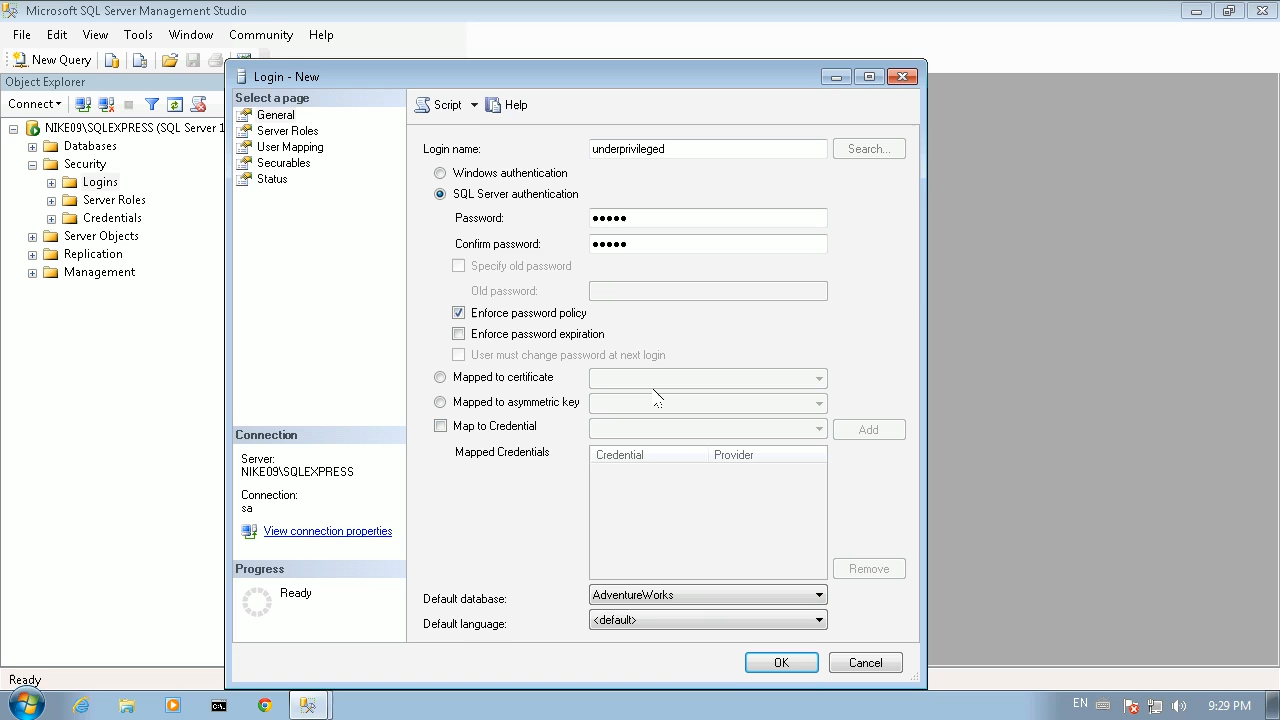 Microsoft SQL Server Management Studio
File Edit View Tools Window Community Help
New Query
Object Explorer
Connect
NIKE09\SQLEXPRESS (SQL Server 1
Databases
Security
Logins
Server Roles
Credentials
Server Objects
Replication
Management
Login - New
Select a page
General
Server Roles
User Mapping
Securables
Status
Connection
Server:
NIKE09\SQLEXPRESS
Connection:
sa
View connection properties
Progress
Ready
Script Help
Login name: underprivileged Search...
Windows authentication
SQL Server authentication
Password: ●●●●●
Confirm password: ●●●●●
Specify old password
Old password:
Enforce password policy
Enforce password expiration
User must change password at next login
Mapped to certificate
Mapped to asymmetric key
Map to Credential Add
Mapped Credentials Credential Provider
Remove
Default database: AdventureWorks
Default language: <default>
OK Cancel
Ready
EN 9:29 PM